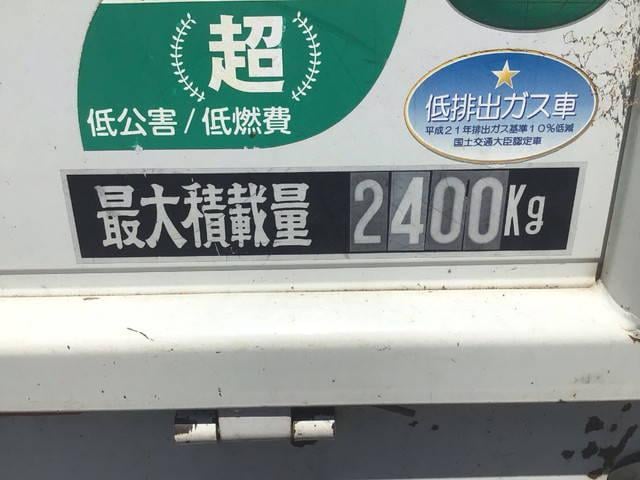 超
低公害/低燃費
低排出ガス車
平成21年排出ガス基準10%低減
国土交通大臣認定車
最大積載量 2400Kg